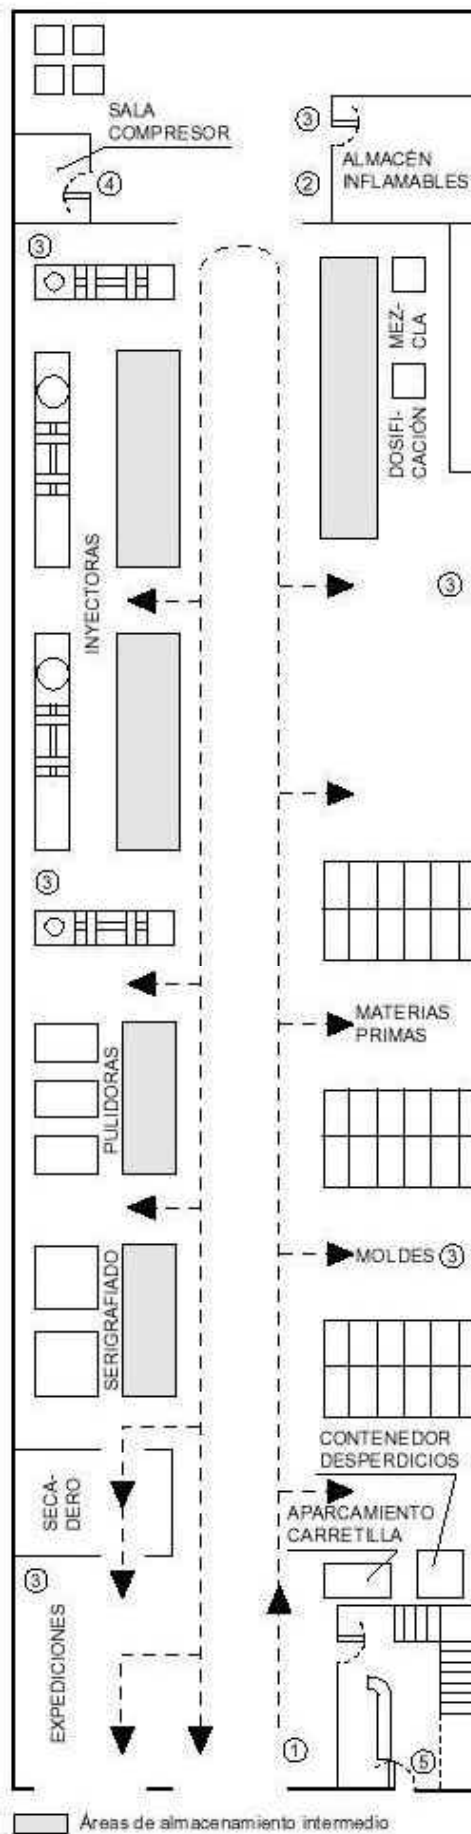 SALA
COMPRESOR
3
4
ALMACÉN
INFLAMABLES
2
3
MEZ-
CLA
DOSIFI-
CACIÓN
INYECTORAS
3
3
MATERIAS
PRIMAS
PULIDORAS
MOLDES 3
SERIGRAFIADO
CONTENEDOR
DESPERDICIOS
SECA-
DERO
APARCAMIENTO
CARRETILLA
3
EXPEDICIONES
1
5
Áreas de almacenamiento intermedio